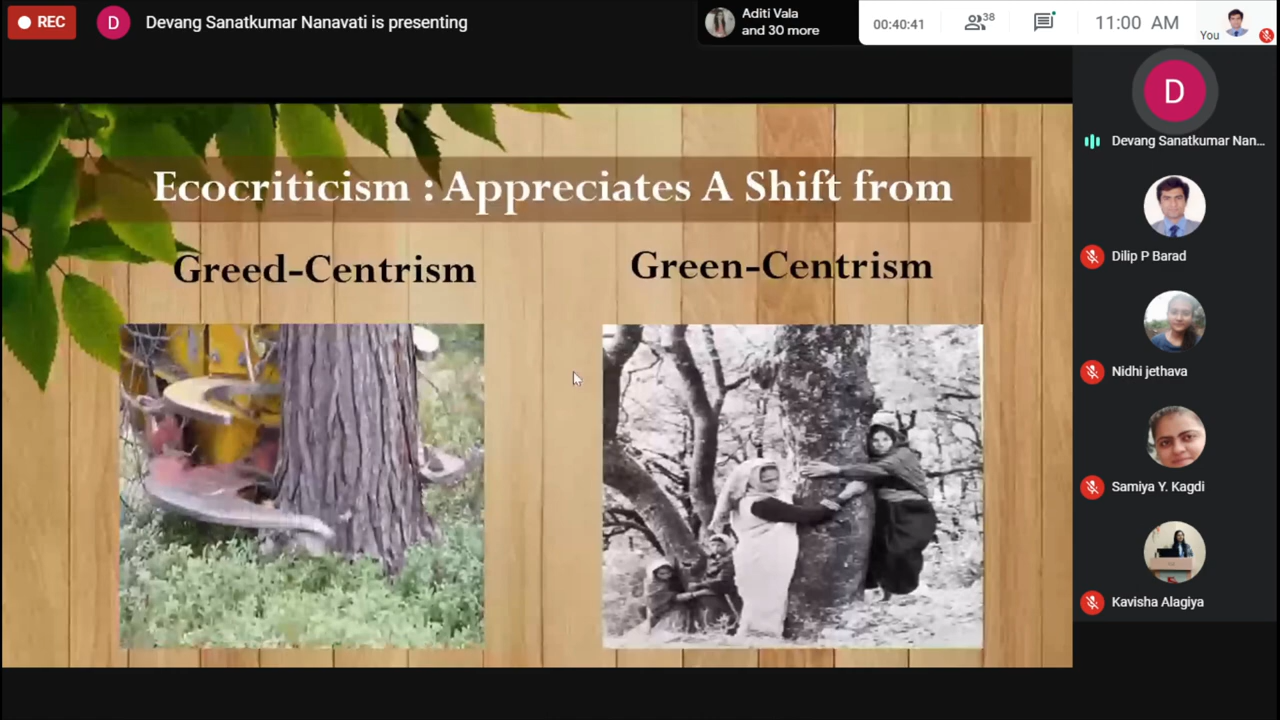 REC
D
Devang Sanatkumar Nanavati is presenting
Aditi Vala
and 30 more
00:40:41
38
11:00 AM
You
Ecocriticism : Appreciates A Shift from
Greed-Centrism
Green-Centrism
D
Devang Sanatkumar Nan...
Dilip P Barad
Nidhi jethava
Samiya Y. Kagdi
Kavisha Alagiya